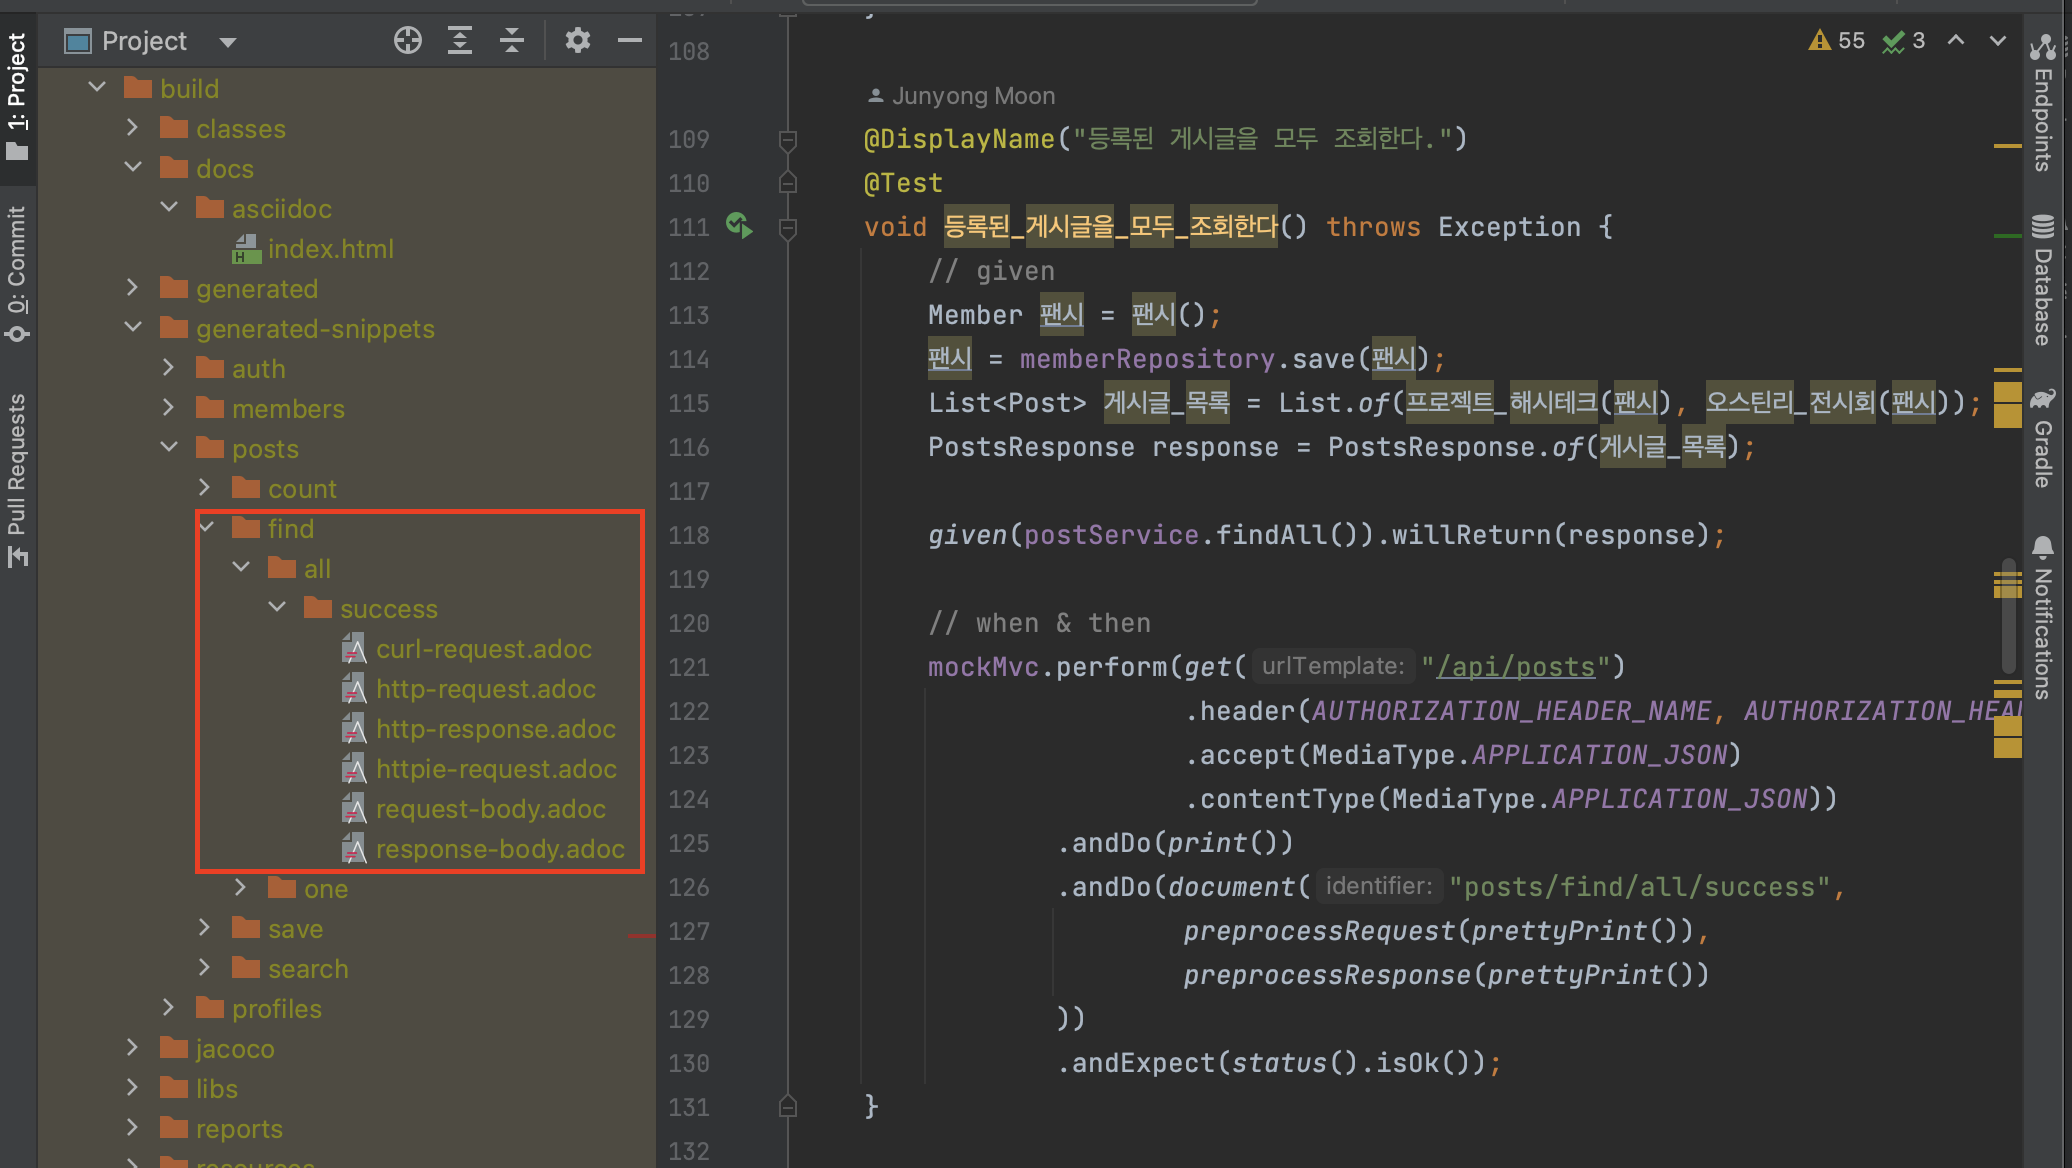 1: Project
0: Commit
Pull Requests
Project
build
classes
docs
asciidoc
index.html
generated
generated-snippets
auth
members
posts
count
find
all
success
curl-request.adoc
http-request.adoc
http-response.adoc
httpie-request.adoc
request-body.adoc
response-body.adoc
one
save
search
profiles
jacoco
libs
reports
resources
55 3
108
Junyong Moon
109 @DisplayName("등록된 게시글을 모두 조회한다.")
110 @Test
111 void 등록된_게시글을_모두_조회한다() throws Exception {
112 // given
113 Member 팬시 = 팬시();
114 팬시 = memberRepository.save(팬시);
115 List<Post> 게시글_목록 = List.of(프로젝트_해시테크(팬시), 오스틴리_전시회(팬시));
116 PostsResponse response = PostsResponse.of(게시글_목록);
117
118 given(postService.findAll()).willReturn(response);
119
120 // when & then
121 mockMvc.perform(get( urlTemplate: "/api/posts")
122 .header(AUTHORIZATION_HEADER_NAME, AUTHORIZATION_HEA
123 .accept(MediaType.APPLICATION_JSON)
124 .contentType(MediaType.APPLICATION_JSON))
125 .andDo(print())
126 .andDo(document( identifier: "posts/find/all/success",
127 preprocessRequest(prettyPrint()),
128 preprocessResponse(prettyPrint())
129 ))
130 .andExpect(status().isOk());
131 }
132
Endpoints
Database
Gradle
Notifications